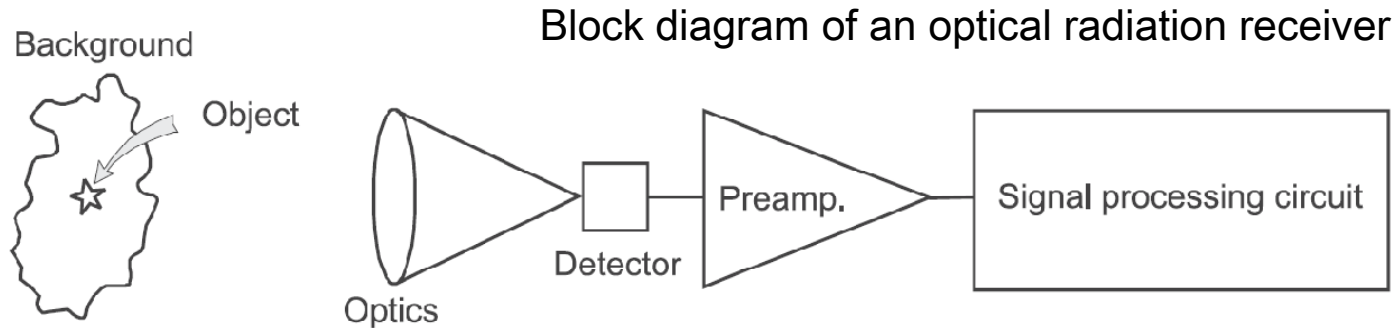 Block diagram of an optical radiation receiver
Background
Object
Preamp.
Signal processing circuit
Detector
Optics